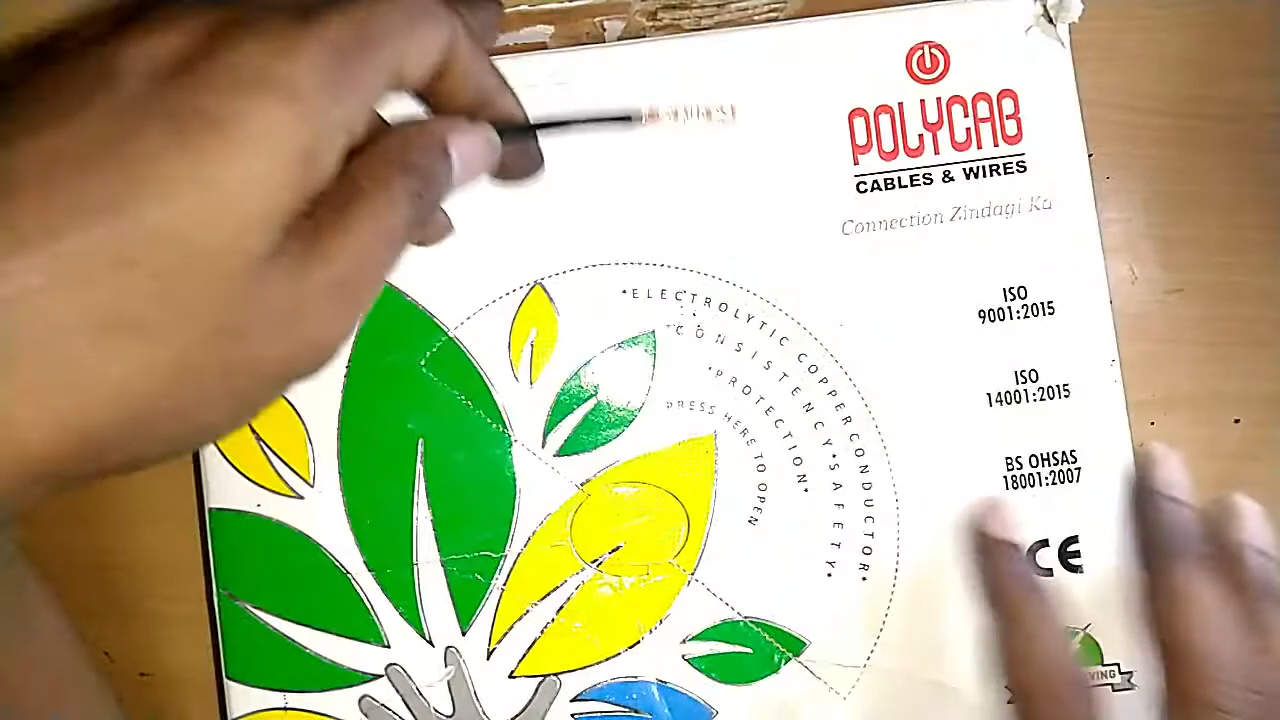 POLYCAB
CABLES & WIRES
Connection Zindagi Ka
ISO
9001:2015
ISO
14001:2015
BS OHSAS
18001:2007
CE
•ELECTROLYTIC COPPER CONDUCTOR•
•CONSISTENCY•SAFETY•
•PROTECTION•
PRESS HERE TO OPEN